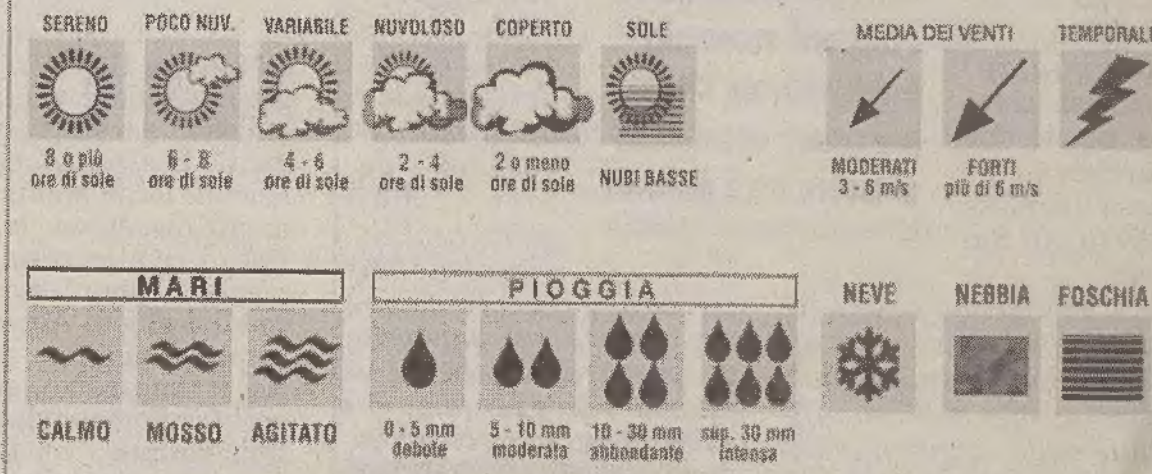 SERENO POCO NUV. VARIABILE NUVOLOSO COPERTO SOLE MEDIA DEI VENTI TEMPORALE
8 o più 6 - 8 4 - 6 2 - 4 2 o meno NUBI BASSE MODERATI FORTI
ore di sole ore di sole ore di sole ore di sole ore di sole 3 - 6 m/s più di 6 m/s
MARI PIOGGIA NEVE NEBBIA FOSCHIA
CALMO MOSSO AGITATO 0 - 5 mm 5 - 10 mm 10 - 30 mm sup. 30 mm
debole moderata abbondante intensa